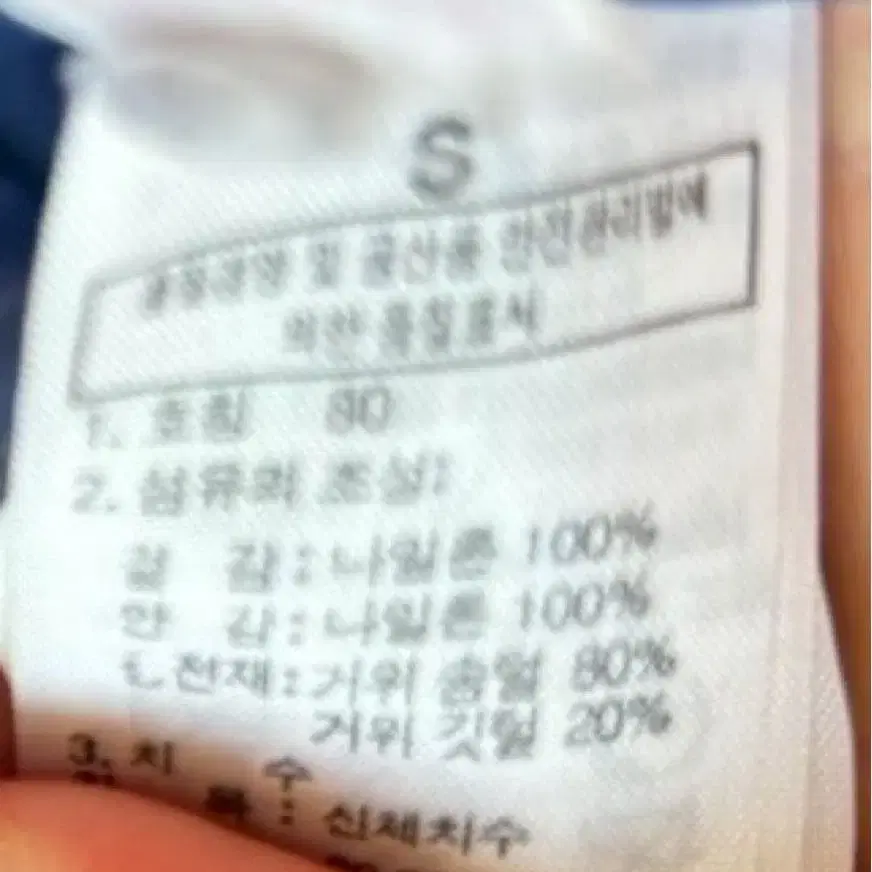 S
품질경영 및 공산품 안전관리법에
의한 품질표시
1. 호칭 80
2. 섬유의 조성:
겉 감: 나일론 100%
안 감: 나일론 100%
충전재: 거위 솜털 80%
거위 깃털 20%
3. 치 수
신체치수